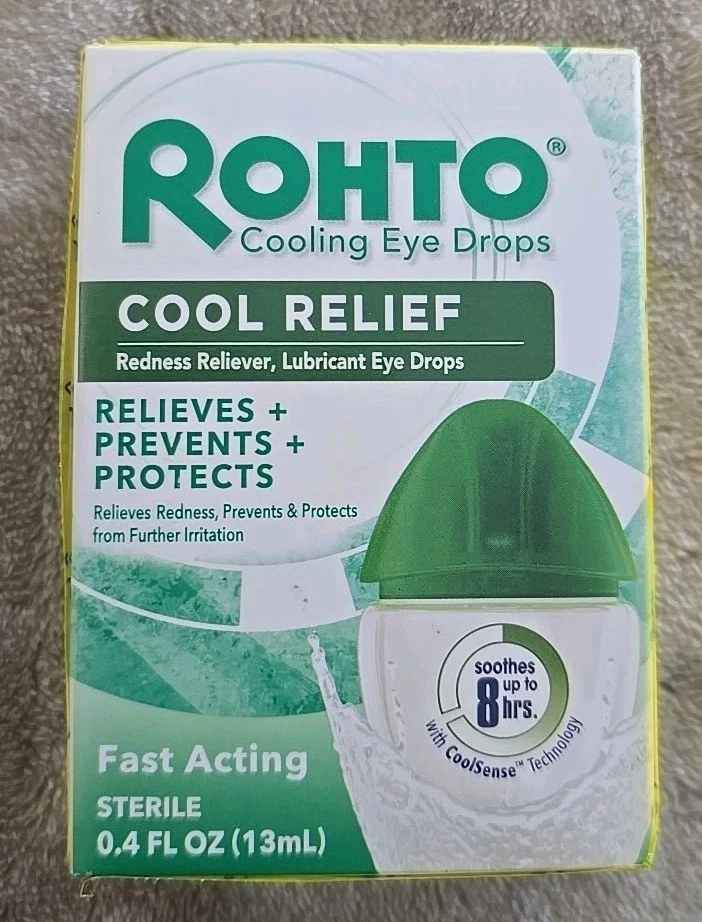 ROHTO®
Cooling Eye Drops
COOL RELIEF
Redness Reliever, Lubricant Eye Drops
RELIEVES +
PREVENTS +
PROTECTS
Relieves Redness, Prevents & Protects
from Further Irritation
soothes
up to
8 hrs.
with CoolSense™ Technology
Fast Acting
STERILE
0.4 FL OZ (13mL)